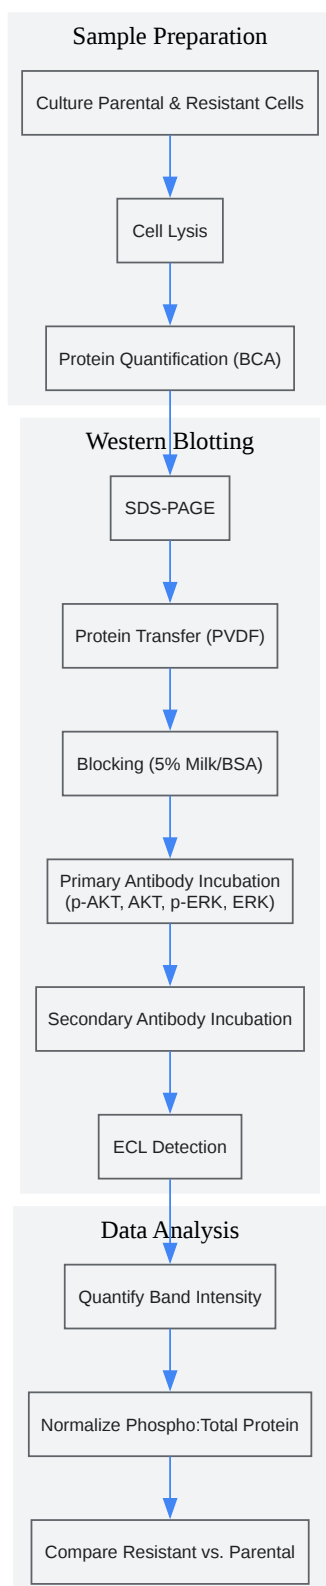 Sample Preparation
Culture Parental & Resistant Cells
Cell Lysis
Protein Quantification (BCA)
Western Blotting
SDS-PAGE
Protein Transfer (PVDF)
Blocking (5% Milk/BSA)
Primary Antibody Incubation
(p-AKT, AKT, p-ERK, ERK)
Secondary Antibody Incubation
ECL Detection
Data Analysis
Quantify Band Intensity
Normalize Phospho:Total Protein
Compare Resistant vs. Parental